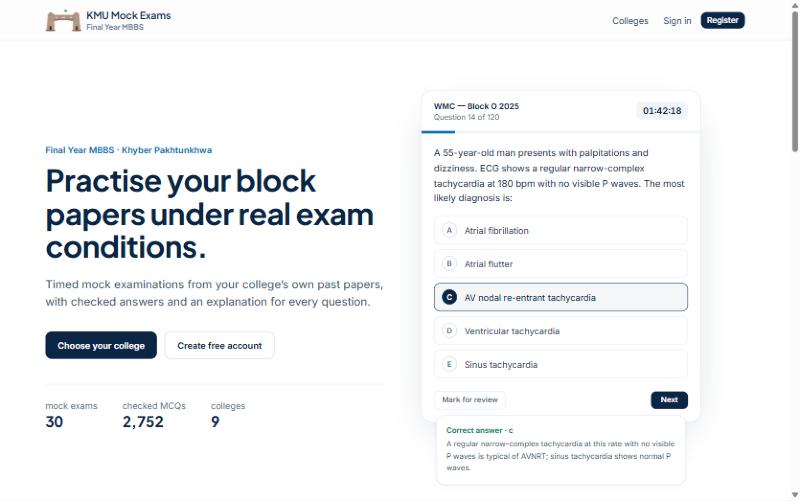 KMU Mock Exams
Final Year MBBS
Colleges
Sign in
Register
Final Year MBBS · Khyber Pakhtunkhwa
Practise your block
papers under real exam
conditions.
Timed mock examinations from your college's own past papers,
with checked answers and an explanation for every question.
Choose your college
Create free account
mock exams
30
checked MCQs
2,752
colleges
9
WMC — Block O 2025
Question 14 of 120
01:42:18
A 55-year-old man presents with palpitations and
dizziness. ECG shows a regular narrow-complex
tachycardia at 180 bpm with no visible P waves. The most
likely diagnosis is:
A Atrial fibrillation
B Atrial flutter
C AV nodal re-entrant tachycardia
D Ventricular tachycardia
E Sinus tachycardia
Mark for review
Next
Correct answer · c
A regular narrow-complex tachycardia at this rate with no visible
P waves is typical of AVNRT; sinus tachycardia shows normal P
waves.